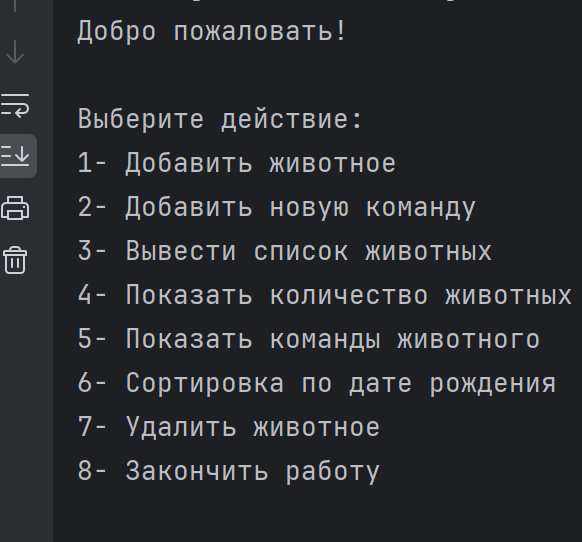 Добро пожаловать!
Выберите действие:
1- Добавить животное
2- Добавить новую команду
3- Вывести список животных
4- Показать количество животных
5- Показать команды животного
6- Сортировка по дате рождения
7- Удалить животное
8- Закончить работу